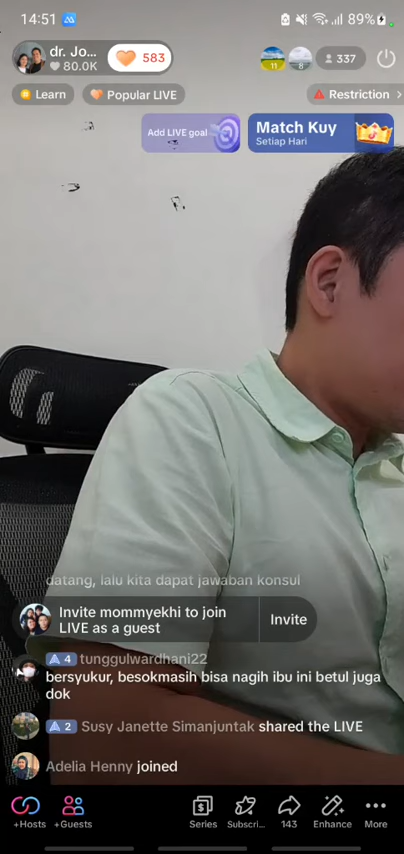 14:51
89%
dr. Jo...
80.0K
583
11
8
337
Learn
Popular LIVE
Restriction
Add LIVE goal
Match Kuy
Setiap Hari
datang, lalu kita dapat jawaban konsul
Invite mommyekhi to join
LIVE as a guest
Invite
4 tunggulwardhani22
bersyukur, besokmasih bisa nagih ibu ini betul juga
dok
2 Susy Janette Simanjuntak shared the LIVE
Adelia Henny joined
+Hosts
+Guests
Series
Subscri...
143
Enhance
More